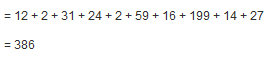 = 12 + 2 + 31 + 24 + 2 + 59 + 16 + 199 + 14 + 27
= 386